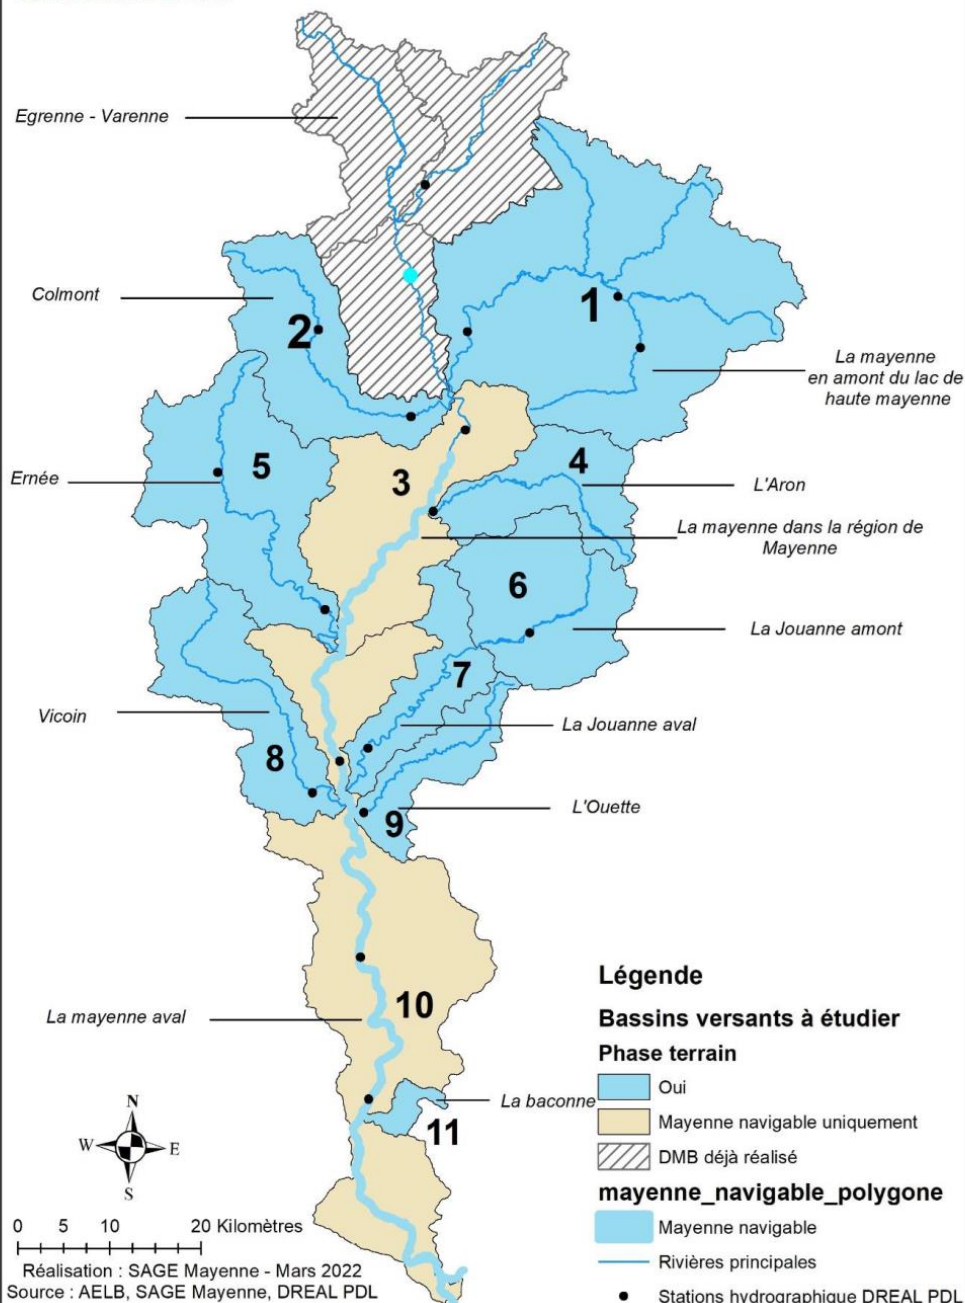 Egrenne - Varenne
Colmont
2
1
La mayenne
en amont du lac de
haute mayenne
5
Ernée
3
4
L'Aron
La mayenne dans la région de
Mayenne
6
La Jouanne amont
7
Vicoin
La Jouanne aval
8
L'Ouette
9
10
La mayenne aval
La baconne
11
N
W
E
S
0 5 10 20 Kilomètres
Réalisation : SAGE Mayenne - Mars 2022
Source : AELB, SAGE Mayenne, DREAL PDL
Légende
Bassins versants à étudier
Phase terrain
Oui
Mayenne navigable uniquement
DMB déjà réalisé
mayenne_navigable_polygone
Mayenne navigable
Rivières principales
Stations hydrographique DREAL PDL